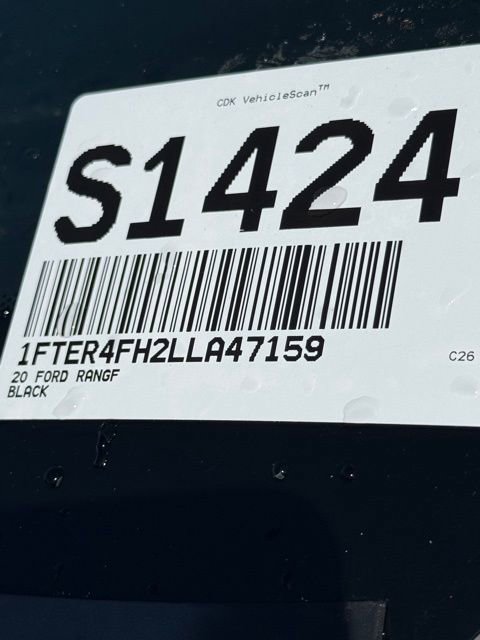 CDK VehicleScan™
S1424
1FTER4FH2LLA47159
20 FORD RANGF
BLACK
C26